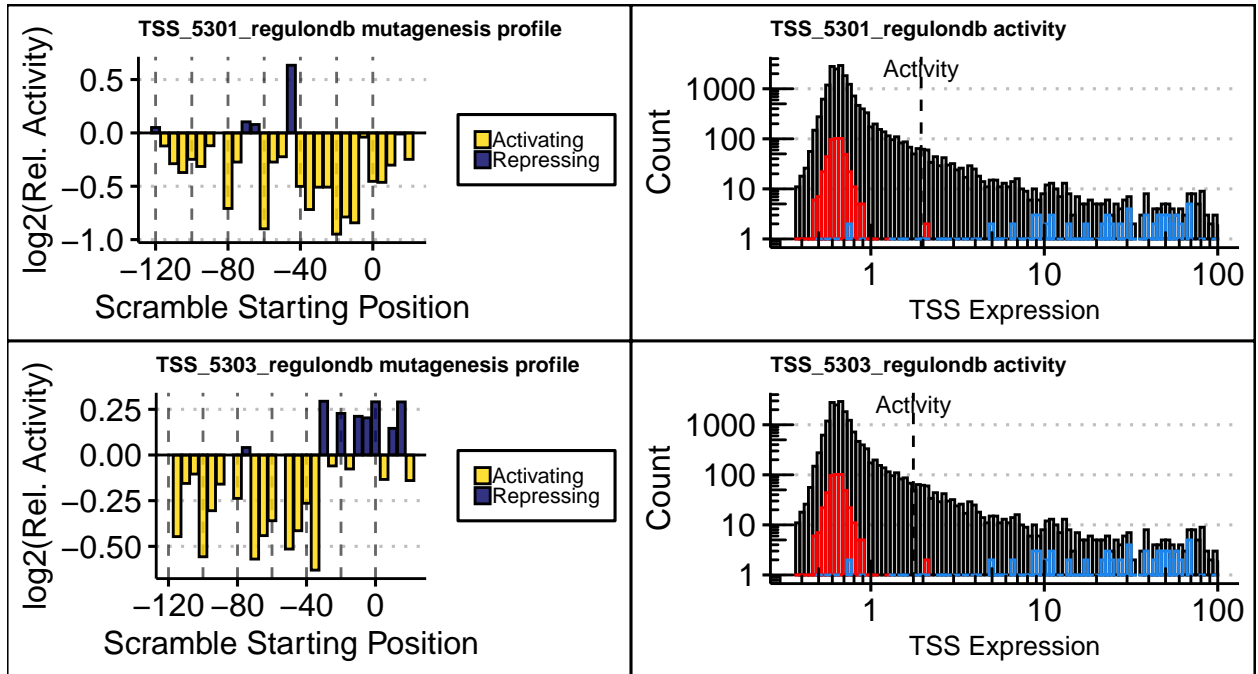 TSS_5301_regulondb mutagenesis profile
log2(Rel. Activity)
0.5
0.0
−0.5
−1.0
−120 −80 −40 0
Scramble Starting Position
Activating
Repressing
TSS_5301_regulondb activity
Activity
Count
1000
100
10
1
1 10 100
TSS Expression
TSS_5303_regulondb mutagenesis profile
log2(Rel. Activity)
0.25
0.00
−0.25
−0.50
−120 −80 −40 0
Scramble Starting Position
Activating
Repressing
TSS_5303_regulondb activity
Activity
Count
1000
100
10
1
1 10 100
TSS Expression